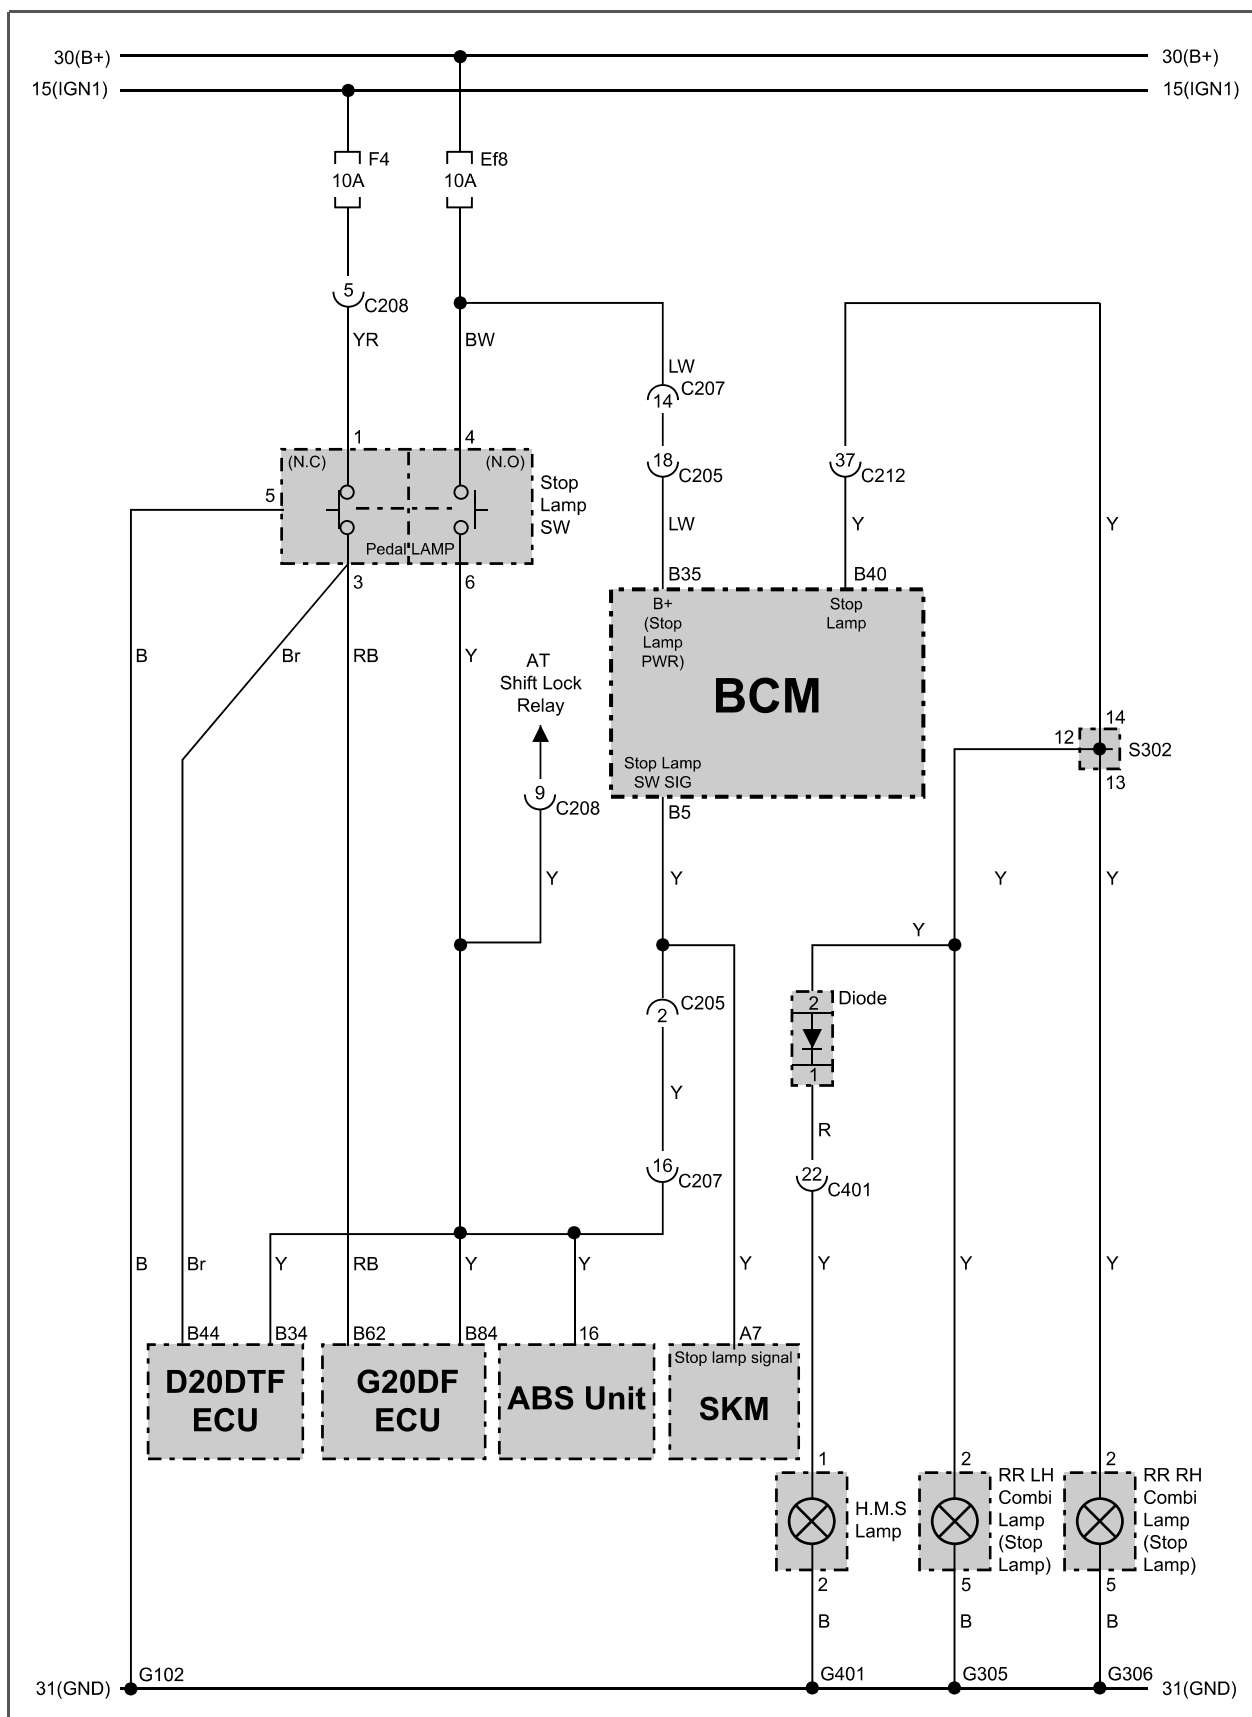 30(B+)
30(B+)
15(IGN1)
15(IGN1)
F4
10A
Ef8
10A
5
C208
YR
BW
LW
C207
14
18
C205
37
C212
1
4
(N.C)
(N.O)
5
Stop
Lamp
SW
Pedal LAMP
LW
Y
Y
3
6
B35
B40
B+
(Stop
Lamp
PWR)
Stop
Lamp
BCM
Stop Lamp
SW SIG
B
Br
RB
Y
AT
Shift Lock
Relay
9
C208
14
12
S302
13
B5
Y
Y
Y
Y
Y
C205
2
2
Diode
1
Y
R
16
C207
22
C401
B
Br
Y
RB
Y
Y
Y
Y
Y
Y
B44
B34
B62
B84
16
A7
D20DTF
ECU
G20DF
ECU
ABS Unit
Stop lamp signal
SKM
1
2
2
H.M.S
Lamp
RR LH
Combi
Lamp
(Stop
Lamp)
RR RH
Combi
Lamp
(Stop
Lamp)
2
5
5
B
B
B
G102
G401
G305
G306
31(GND)
31(GND)